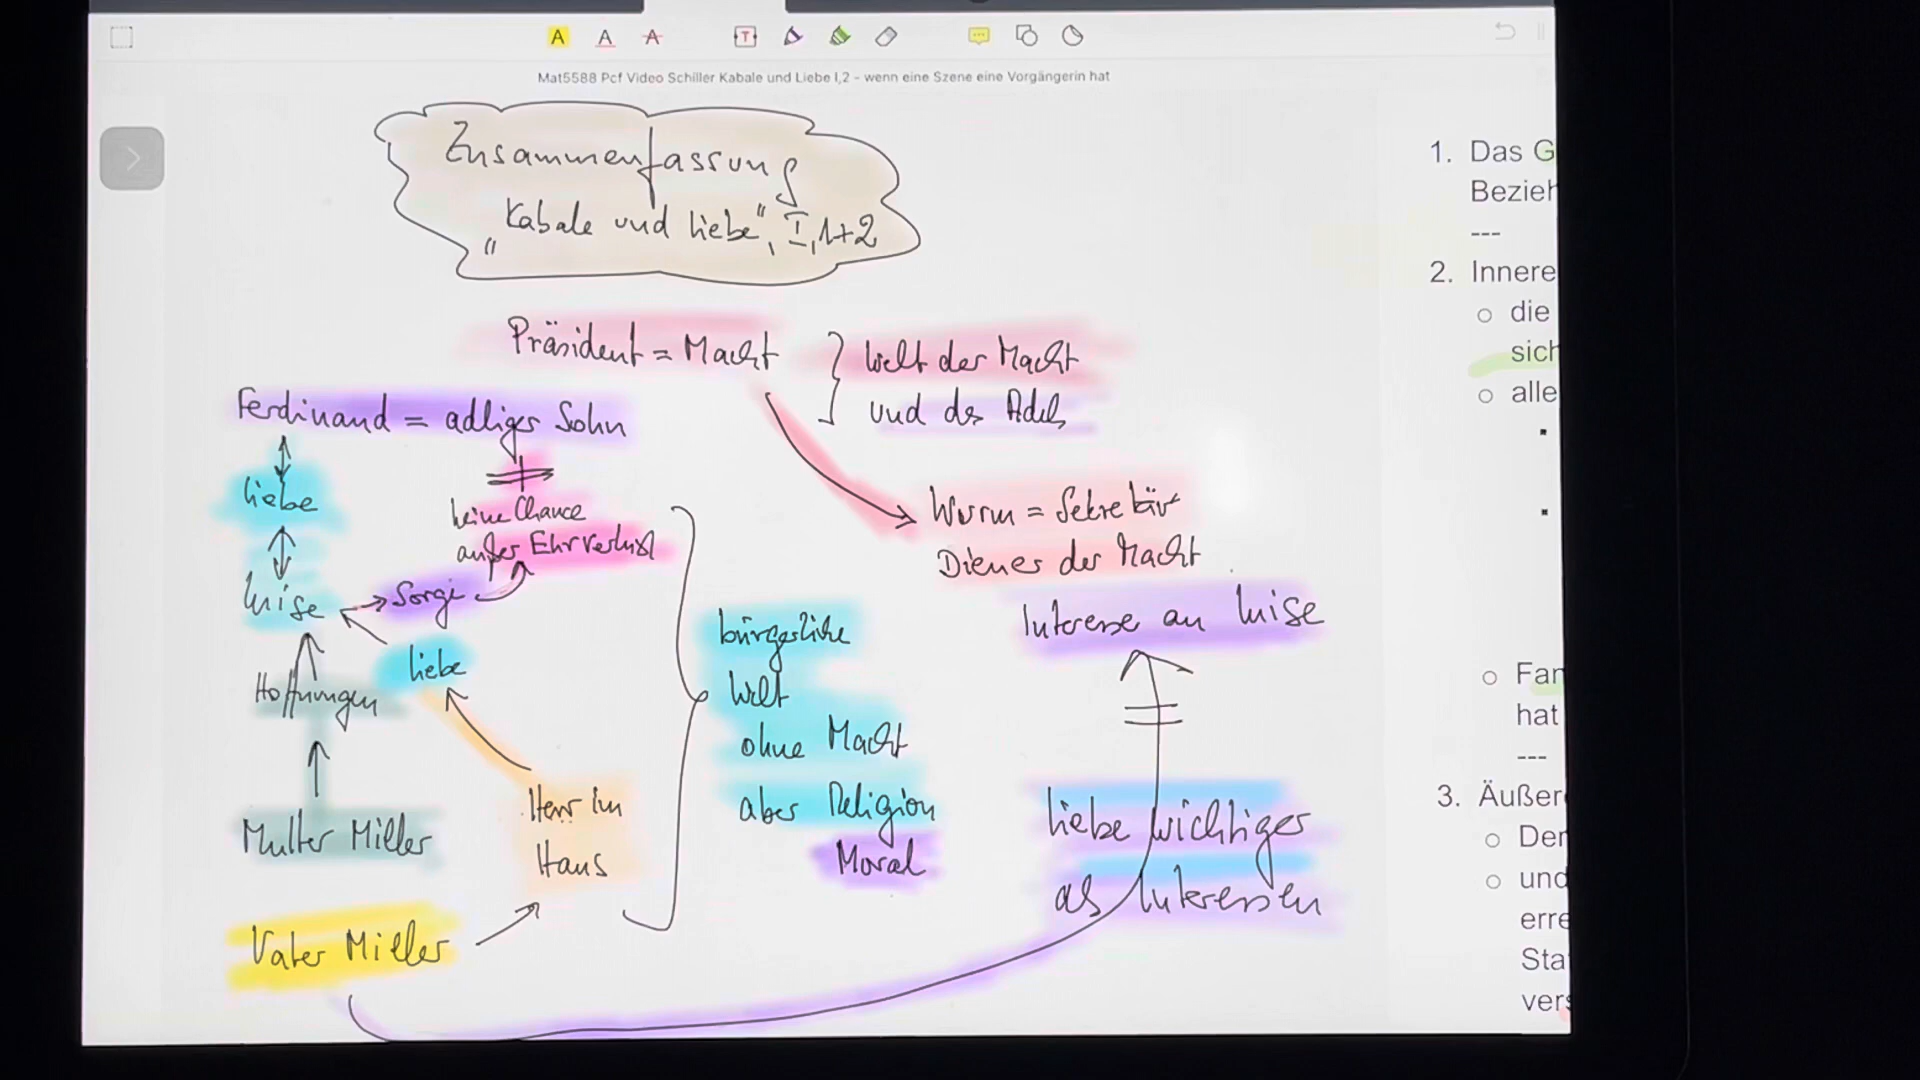 Mat5588 Pcf Video Schiller Kabale und Liebe I,2 - wenn eine Szene eine Vorgängerin hat
Zusammenfassung
"Kabale und Liebe", I,1+2
Präsident = Macht
Welt der Macht
und des Adels
Ferdinand = adliger Sohn
Liebe
keine Chance
außer Ehrverlust
Luise
Sorge
Liebe
Hoffnungen
Mutter Miller
Herr im
Haus
Vater Miller
bürgerliche
Welt
ohne Macht
aber Religion
Moral
Wurm = Sekretär
Diener der Macht
Interesse an Luise
Liebe wichtiger
als Interessen
1. Das G
Bezieh
---
2. Innere
die
sich
alle
Fam
hat
---
3. Äußere
Der
und
erre
Sta
vers